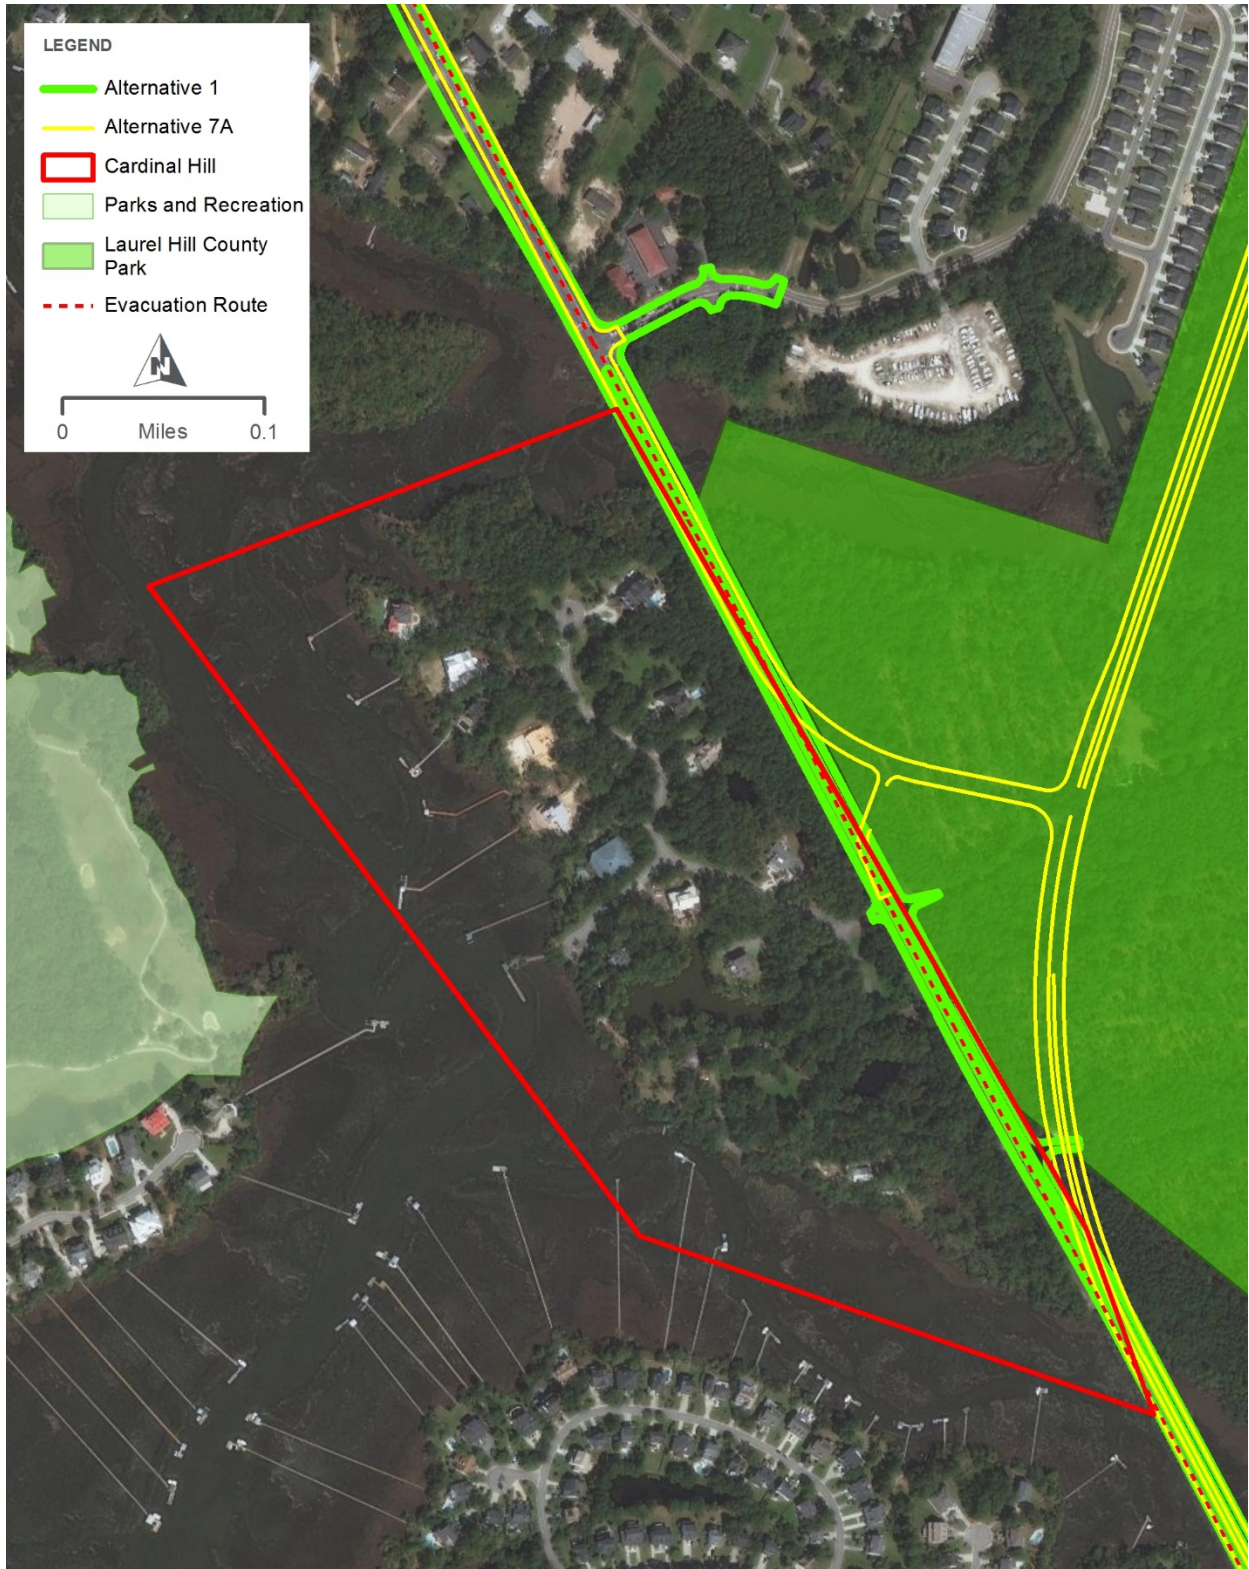 LEGEND
Alternative 1
Alternative 7A
Cardinal Hill
Parks and Recreation
Laurel Hill County
Park
Evacuation Route
N
0 Miles 0.1